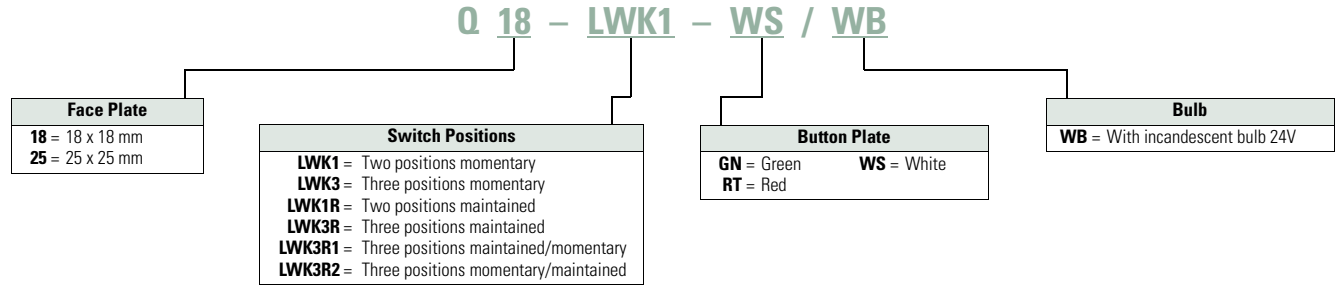 Q 18 – LWK1 – WS / WB
Face Plate
18 = 18 x 18 mm
25 = 25 x 25 mm
Switch Positions
LWK1 = Two positions momentary
LWK3 = Three positions momentary
LWK1R = Two positions maintained
LWK3R = Three positions maintained
LWK3R1 = Three positions maintained/momentary
LWK3R2 = Three positions momentary/maintained
Button Plate
GN = Green WS = White
RT = Red
Bulb
WB = With incandescent bulb 24V